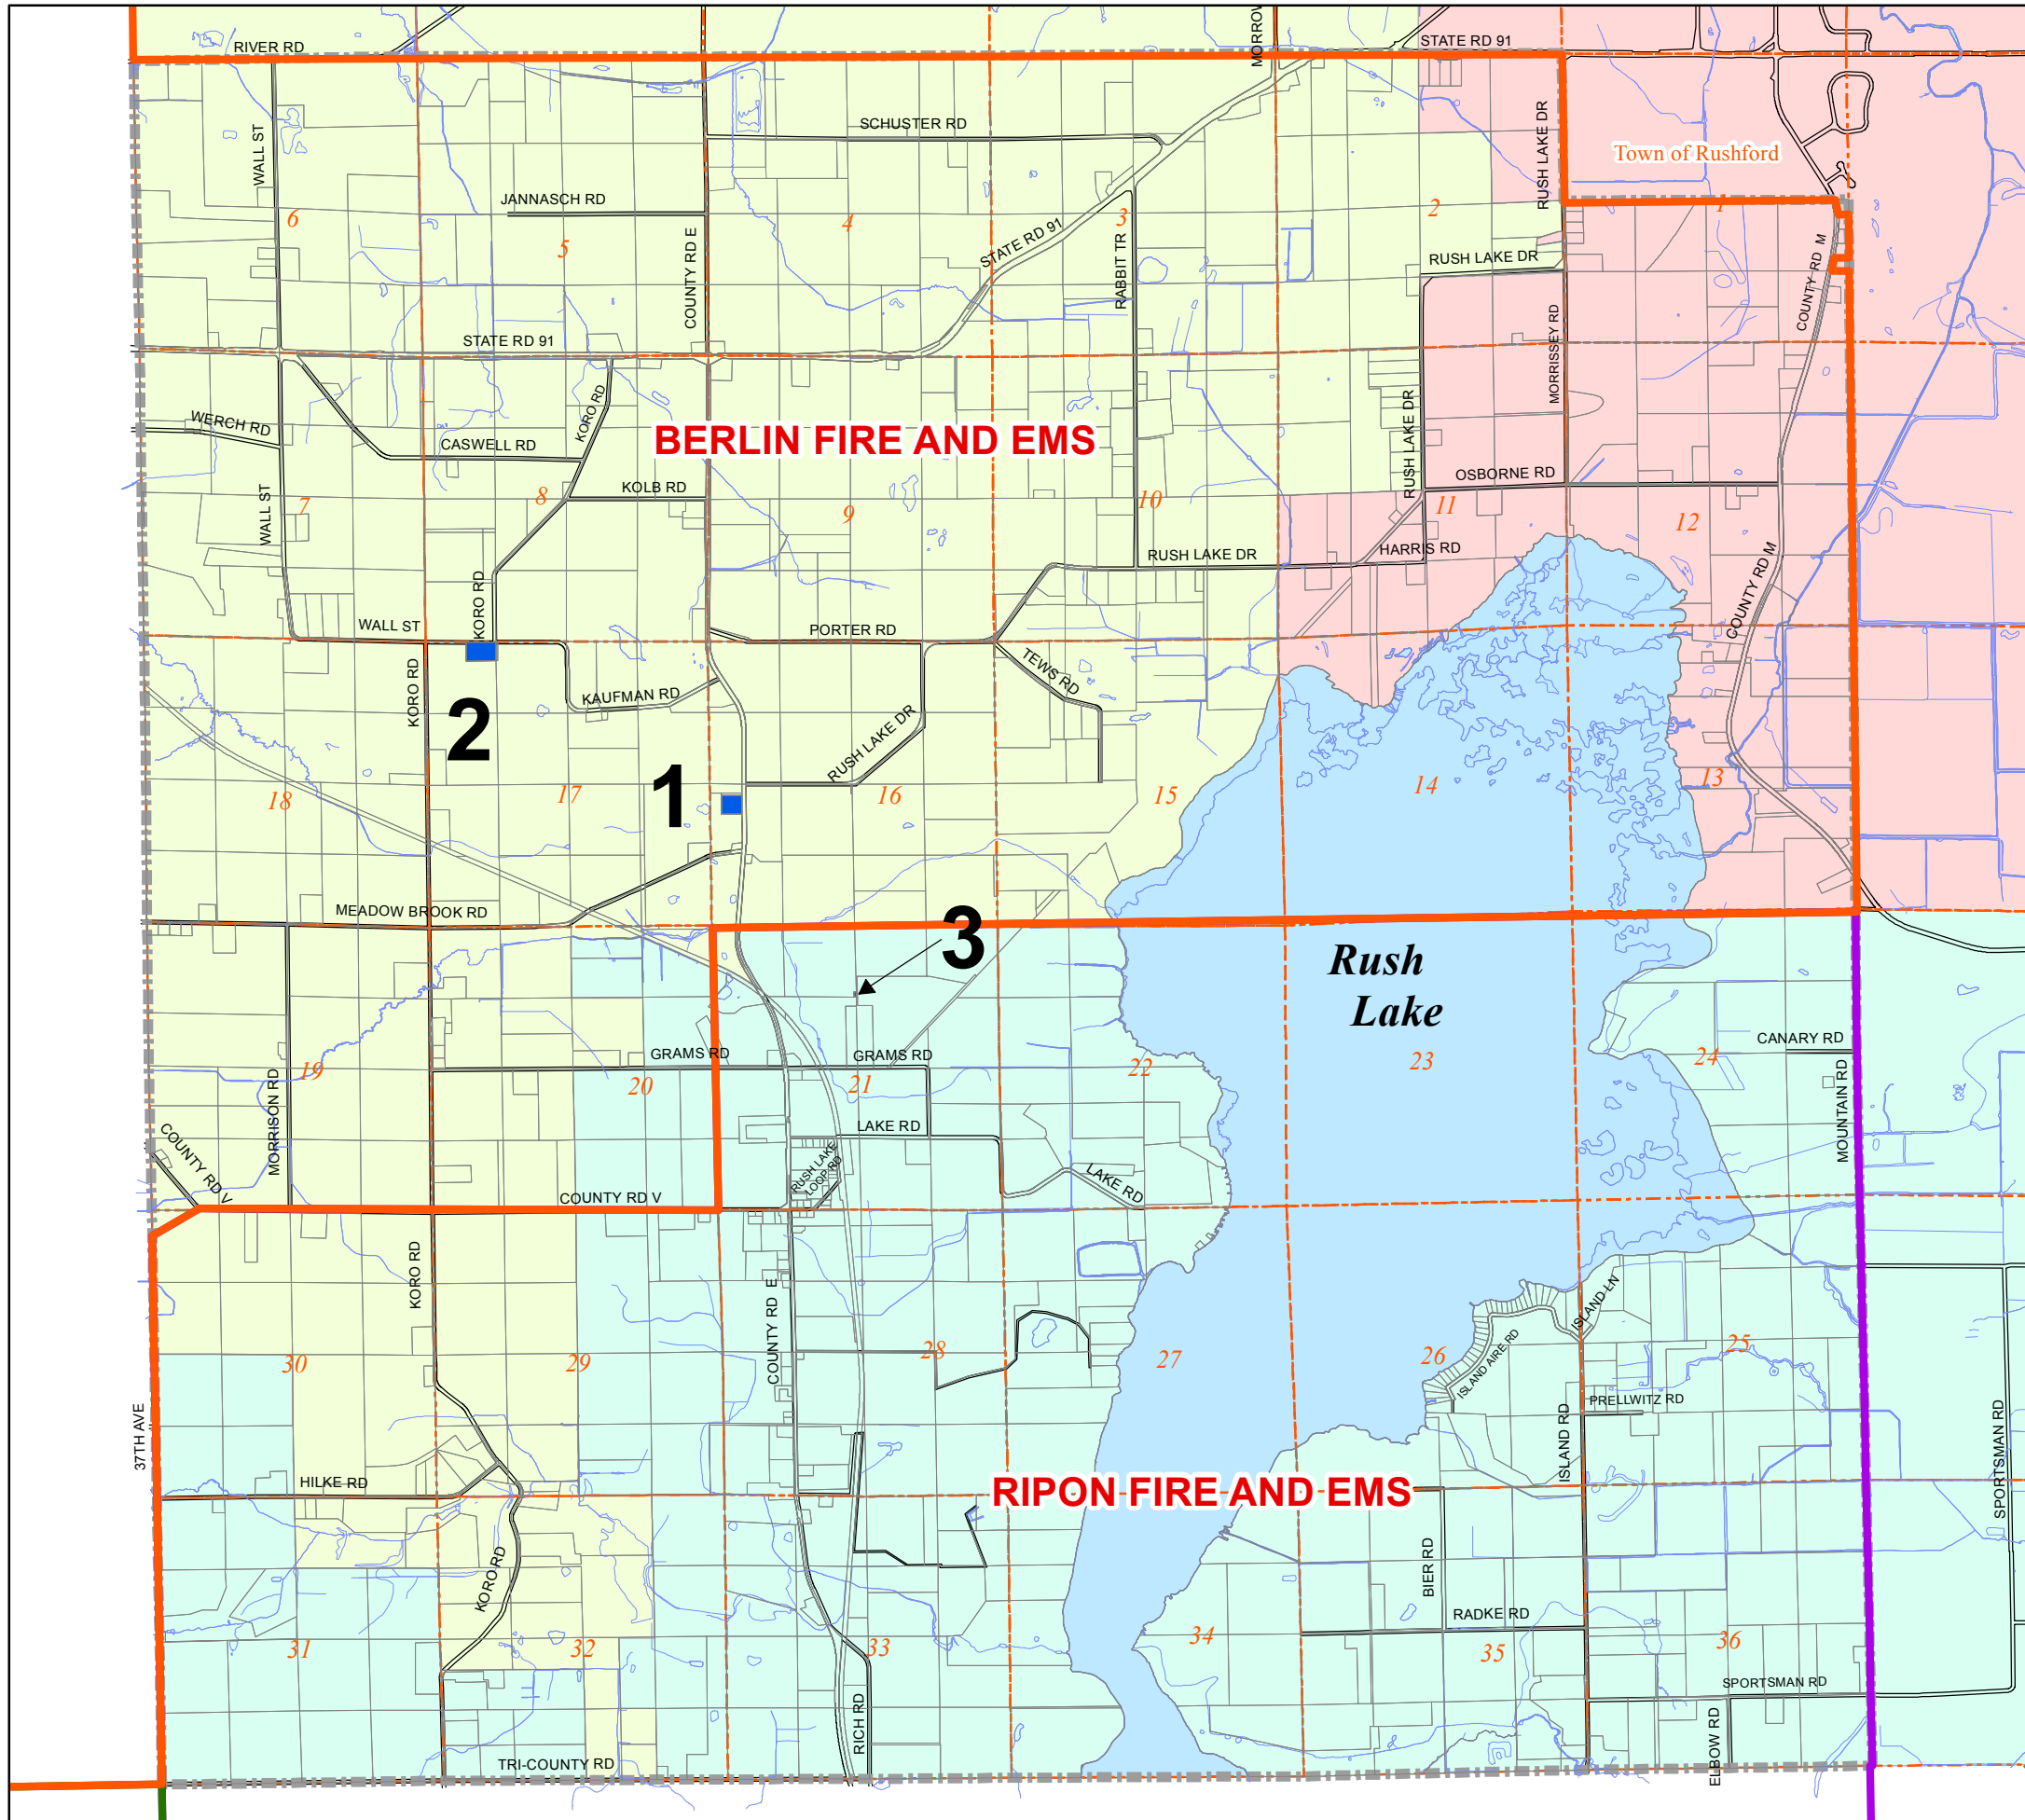 RIVER RD
STATE RD 91
MORROW
SCHUSTER RD
WALL ST
RUSH LAKE DR
Town of Rushford
JANNASCH RD
6
5
4
3
2
1
COUNTY RD E
STATE RD 91
RABBIT TR
RUSH LAKE DR
COUNTY RD M
STATE RD 91
MORRISSEY RD
WERCH RD
CASWELL RD
KORO RD
BERLIN FIRE AND EMS
RUSH LAKE DR
OSBORNE RD
KOLB RD
7
8
9
10
11
12
WALL ST
RUSH LAKE DR
HARRIS RD
KORO RD
COUNTY RD M
WALL ST
PORTER RD
TEWS RD
KORO RD
KAUFMAN RD
2
RUSH LAKE DR
1
18
17
16
15
14
13
MEADOW BROOK RD
3
Rush
Lake
GRAMS RD
GRAMS RD
CANARY RD
19
20
21
22
23
24
MORRISON RD
MOUNTAIN RD
COUNTY RD V
LAKE RD
RUSH LAKE
LOOP RD
LAKE RD
COUNTY RD V
KORO RD
COUNTY RD E
ISLAND LN
ISLAND AIRE RD
30
29
28
27
26
25
37TH AVE
PRELLWITZ RD
ISLAND RD
SPORTSMAN RD
HILKE RD
RIPON FIRE AND EMS
KORO RD
BIER RD
RADKE RD
31
32
33
34
35
36
SPORTSMAN RD
RICH RD
ELBOW RD
TRI-COUNTY RD